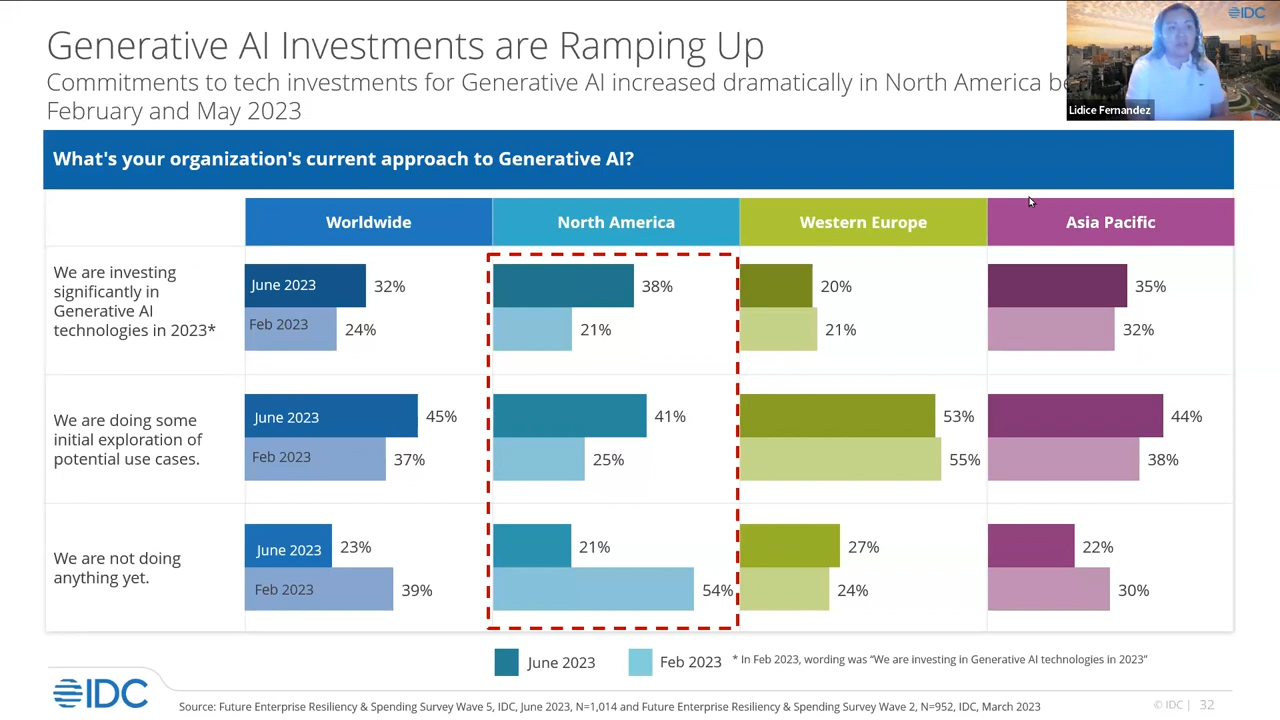 Generative AI Investments are Ramping Up
Commitments to tech investments for Generative AI increased dramatically in North America
February and May 2023
IDC
Lidice Fernandez
What's your organization's current approach to Generative AI?
Worldwide North America Western Europe Asia Pacific
We are investing
significantly in
Generative AI
technologies in 2023*
June 2023 32% 38% 20% 35%
Feb 2023 24% 21% 21% 32%
We are doing some
initial exploration of
potential use cases.
June 2023 45% 41% 53% 44%
Feb 2023 37% 25% 55% 38%
We are not doing
anything yet.
June 2023 23% 21% 27% 22%
Feb 2023 39% 54% 24% 30%
June 2023 Feb 2023 * In Feb 2023, wording was “We are investing in Generative AI technologies in 2023”
IDC
Source: Future Enterprise Resiliency & Spending Survey Wave 5, IDC, June 2023, N=1,014 and Future Enterprise Resiliency & Spending Survey Wave 2, N=952, IDC, March 2023
© IDC | 32